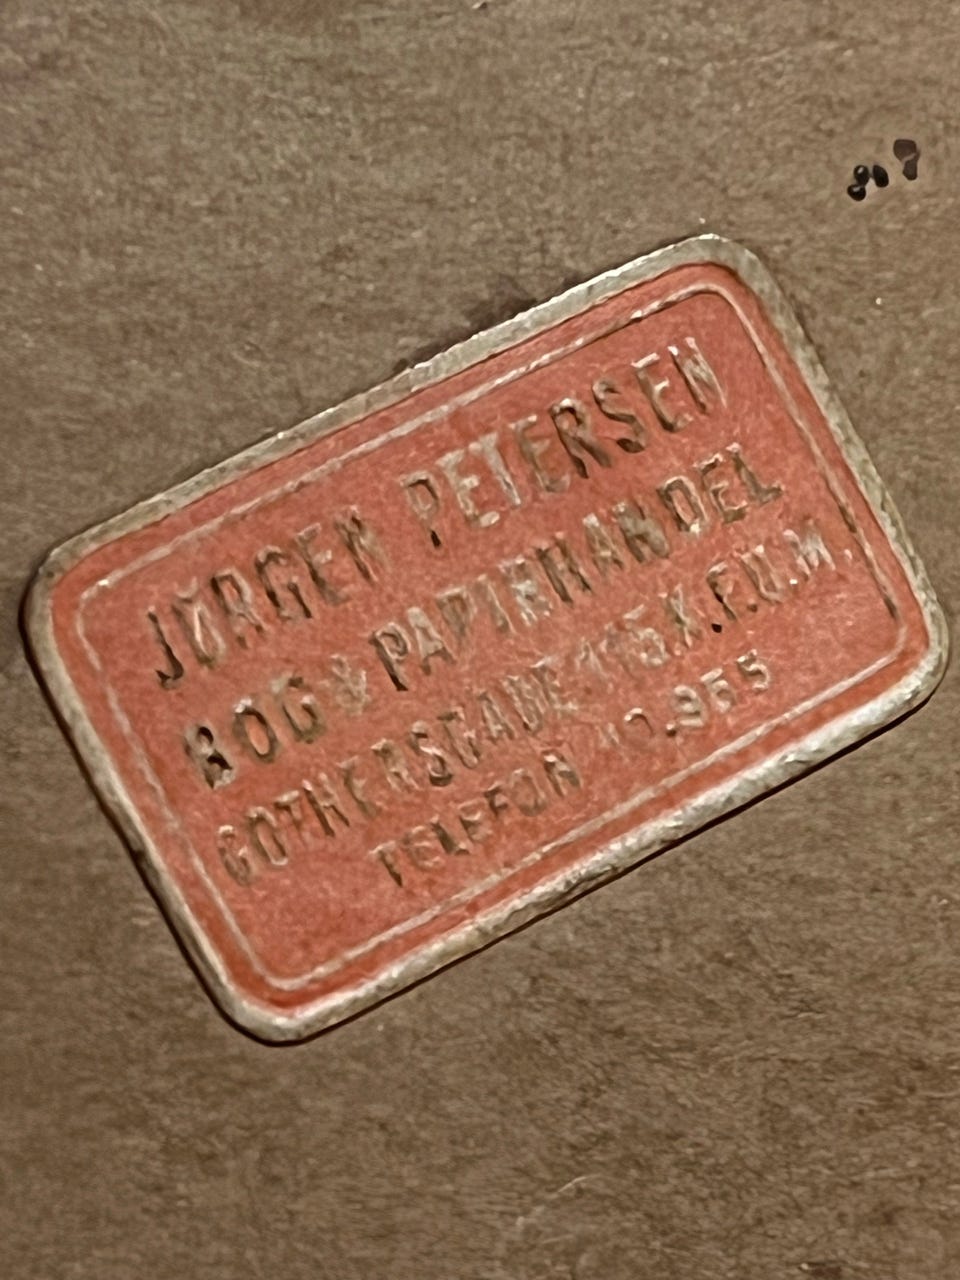 JØRGEN PETERSEN
BOG & PAPIRHANDEL
GOTHERSGADE 115 K. F.U.M.
TELEFON 10.955